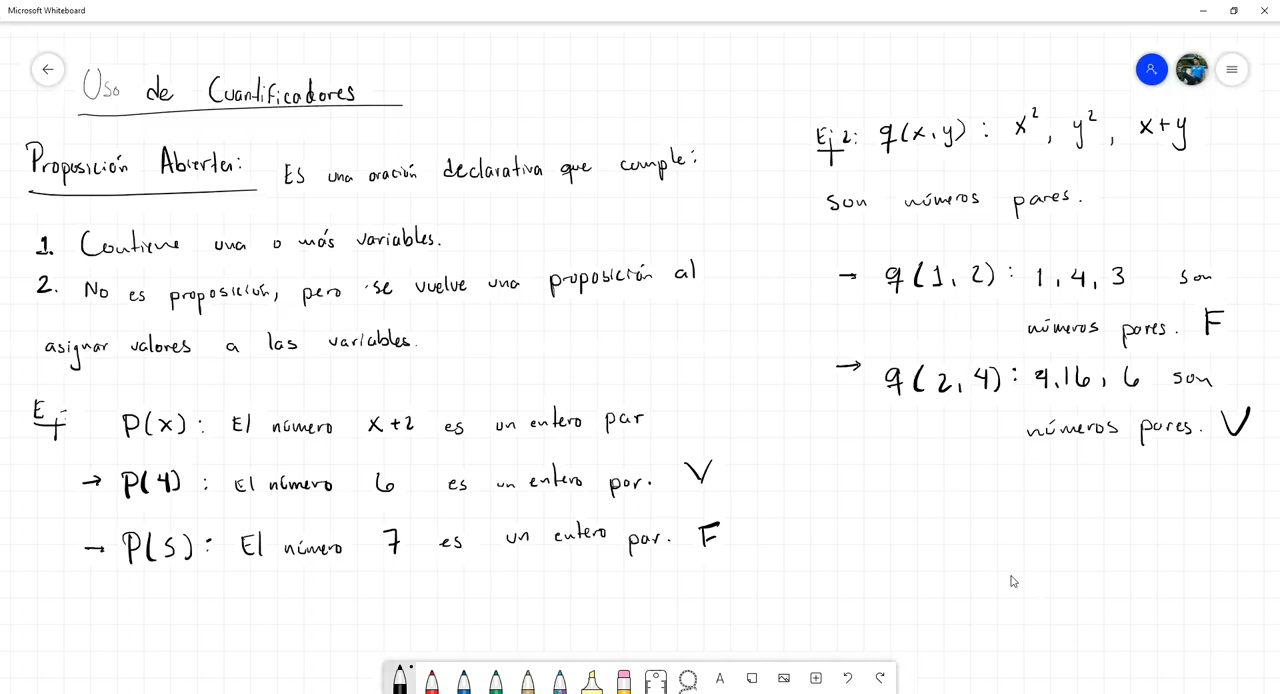 Microsoft Whiteboard
Uso de Cuantificadores
Proposición Abierta: Es una oración declarativa que cumple:
1. Contiene una o más variables.
2. No es proposición, pero se vuelve una proposición al
asignar valores a las variables.
Ej:
P(x): El número x+2 es un entero par
→ P(4): El número 6 es un entero par. V
→ P(5): El número 7 es un entero par. F
Ej 2: q(x,y): x², y², x+y
son números pares.
→ q(1,2): 1, 4, 3 son
números pares. F
→ q(2,4): 4, 16, 6 son
números pares. V
A